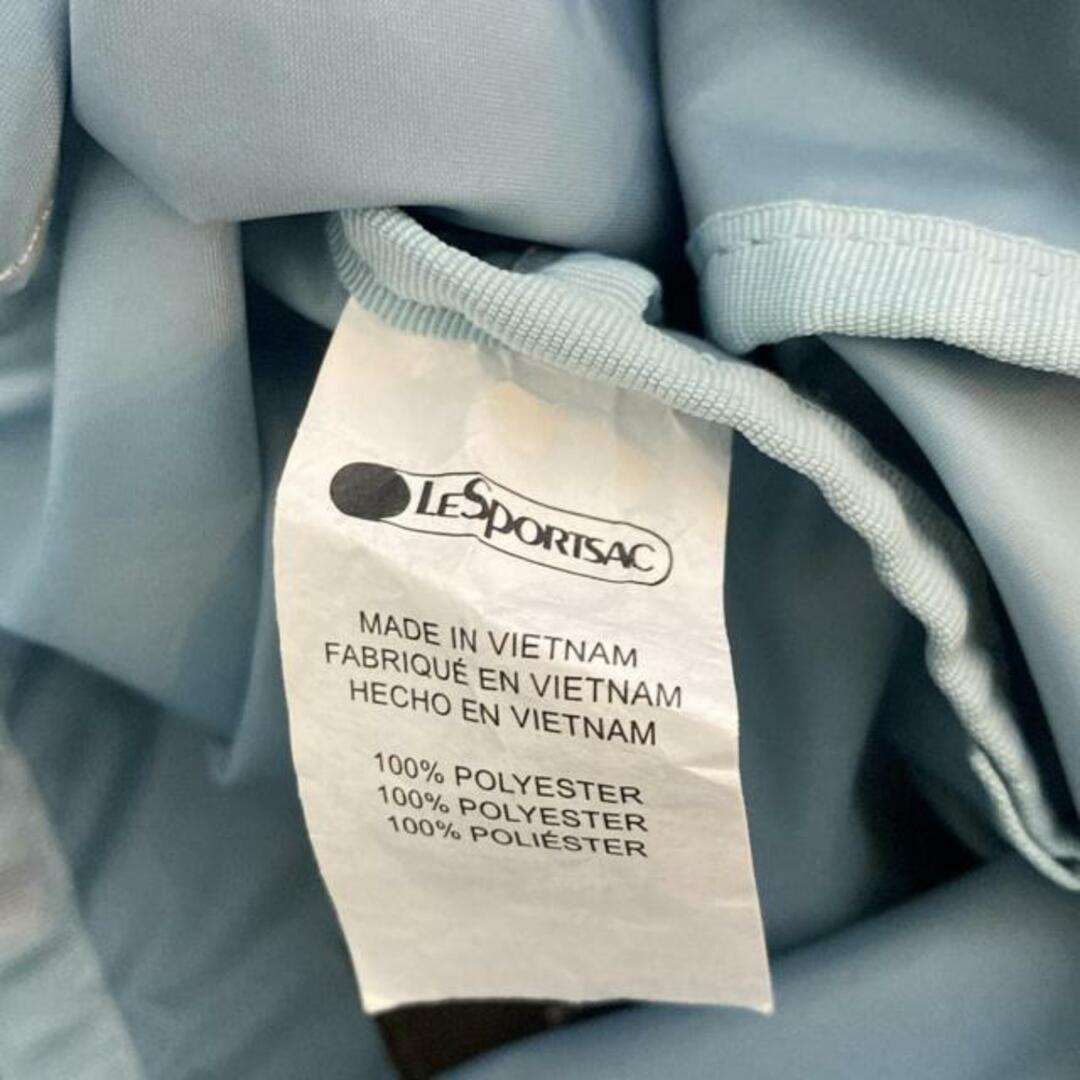 LeSportsac
MADE IN VIETNAM
FABRIQUÉ EN VIETNAM
HECHO EN VIETNAM
100% POLYESTER
100% POLYESTER
100% POLIÉSTER